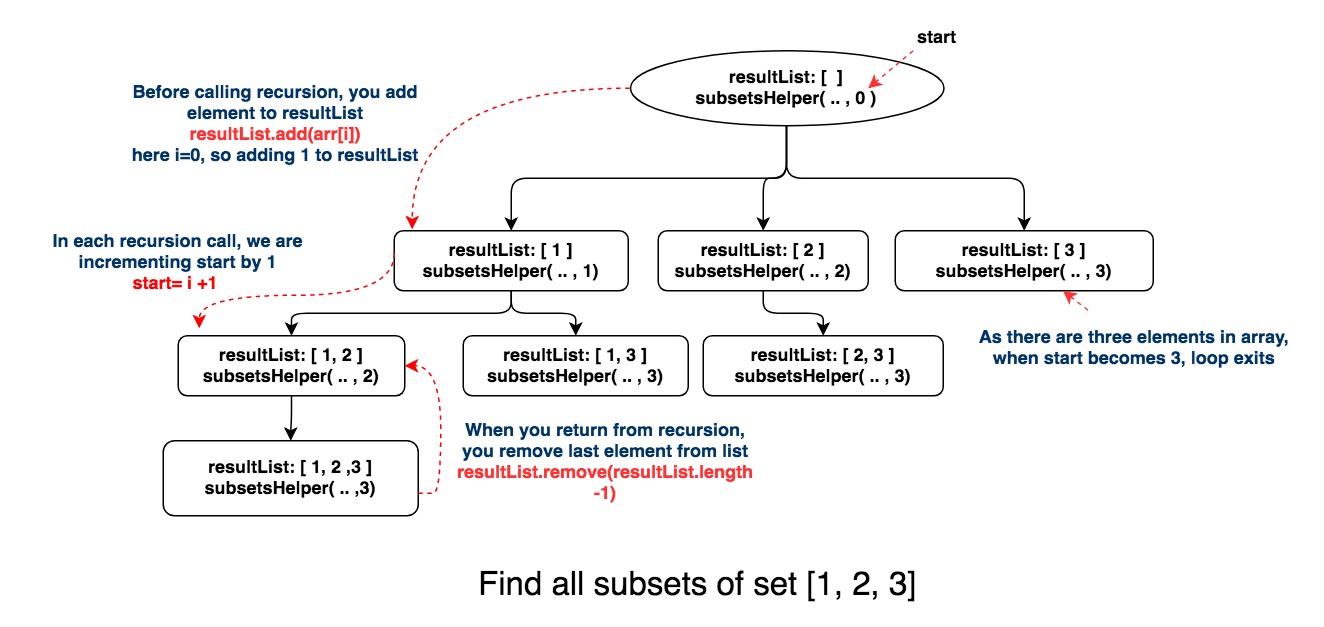 start
resultList: [  ]
subsetsHelper( .. , 0 )
Before calling recursion, you add
element to resultList
resultList.add(arr[i])
here i=0, so adding 1 to resultList
In each recursion call, we are
incrementing start by 1
start= i +1
resultList: [ 1 ]
subsetsHelper( .. , 1)
resultList: [ 2 ]
subsetsHelper( .. , 2)
resultList: [ 3 ]
subsetsHelper( .. , 3)
As there are three elements in array,
when start becomes 3, loop exits
resultList: [ 1, 2 ]
subsetsHelper( .. , 2)
resultList: [ 1, 3 ]
subsetsHelper( .. , 3)
resultList: [ 2, 3 ]
subsetsHelper( .. , 3)
When you return from recursion,
you remove last element from list
resultList.remove(resultList.length
-1)
resultList: [ 1, 2 ,3 ]
subsetsHelper( .. ,3)
Find all subsets of set [1, 2, 3]